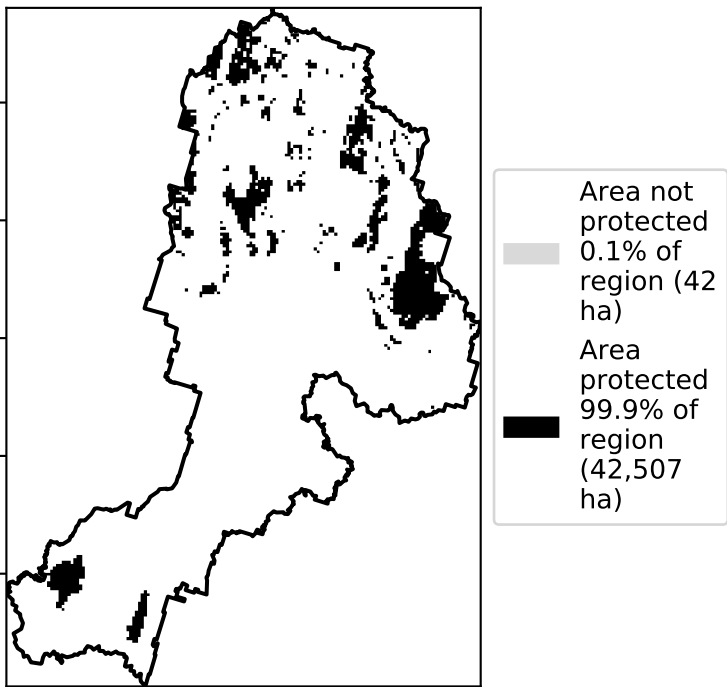 Area not
protected
0.1% of
region (42
ha)
Area
protected
99.9% of
region
(42,507
ha)